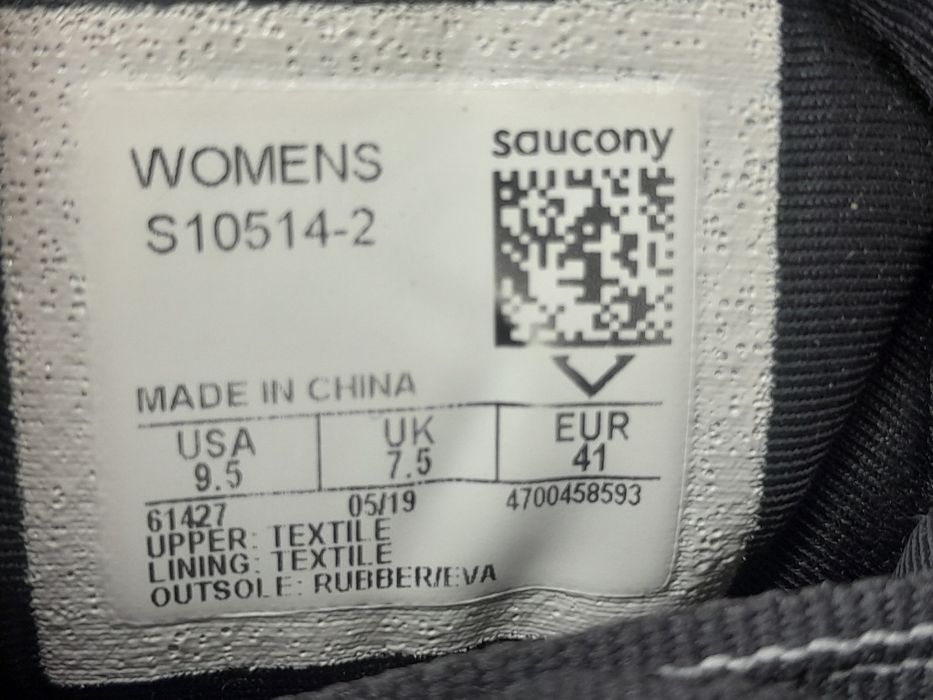 WOMENS
S10514-2
saucony
MADE IN CHINA
USA UK EUR
9.5 7.5 41
61427 05/19 4700458593
UPPER: TEXTILE
LINING: TEXTILE
OUTSOLE: RUBBER/EVA